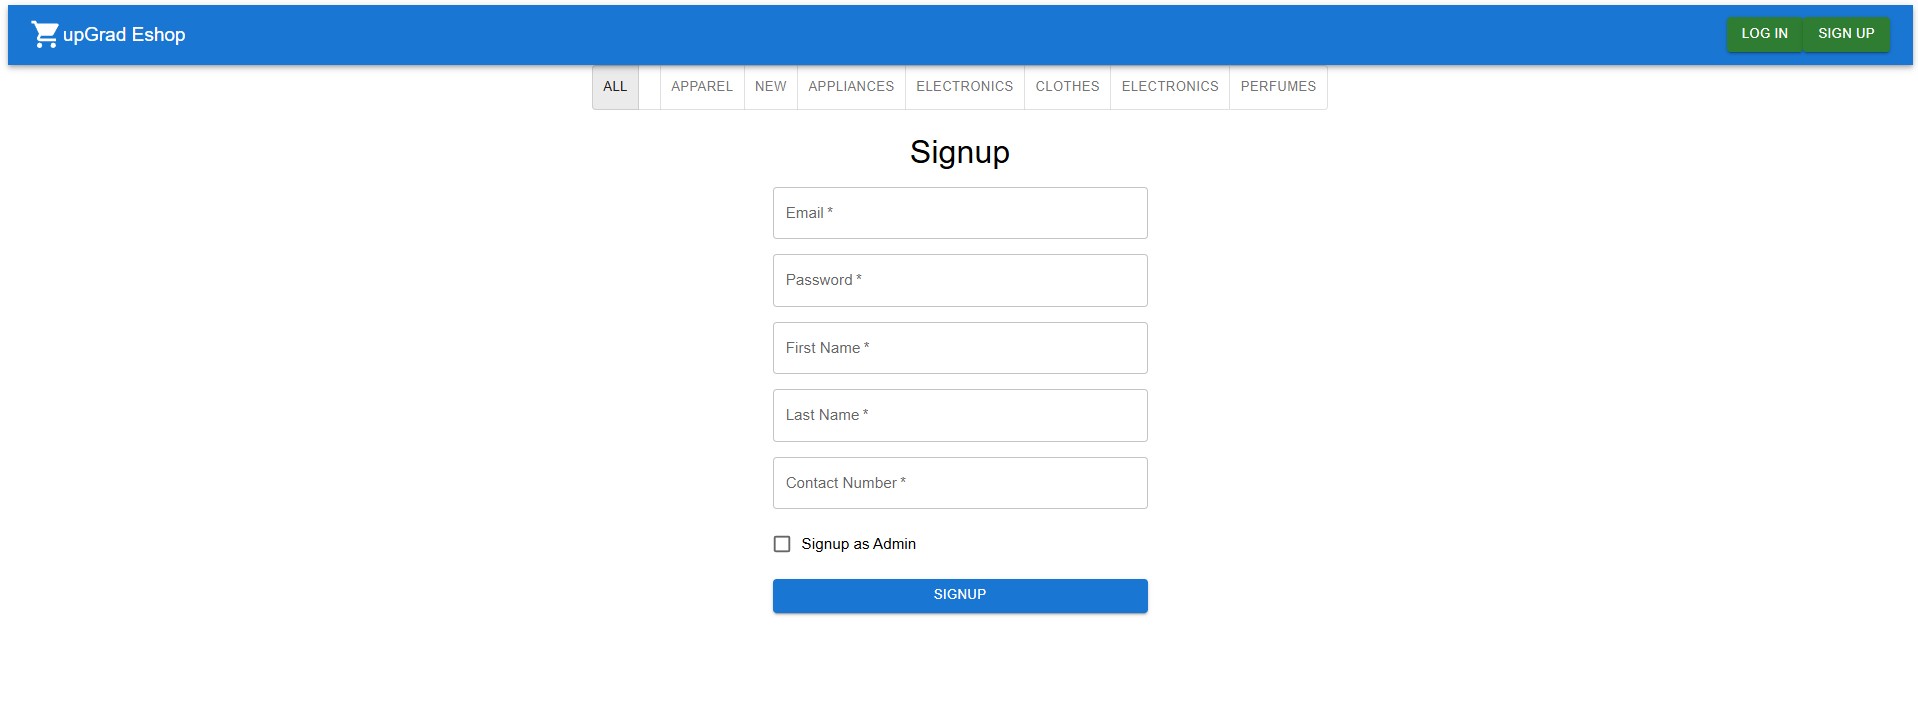 upGrad Eshop LOG IN SIGN UP
ALL APPAREL NEW APPLIANCES ELECTRONICS CLOTHES ELECTRONICS PERFUMES
Signup
Email *
Password *
First Name *
Last Name *
Contact Number *
Signup as Admin
SIGNUP